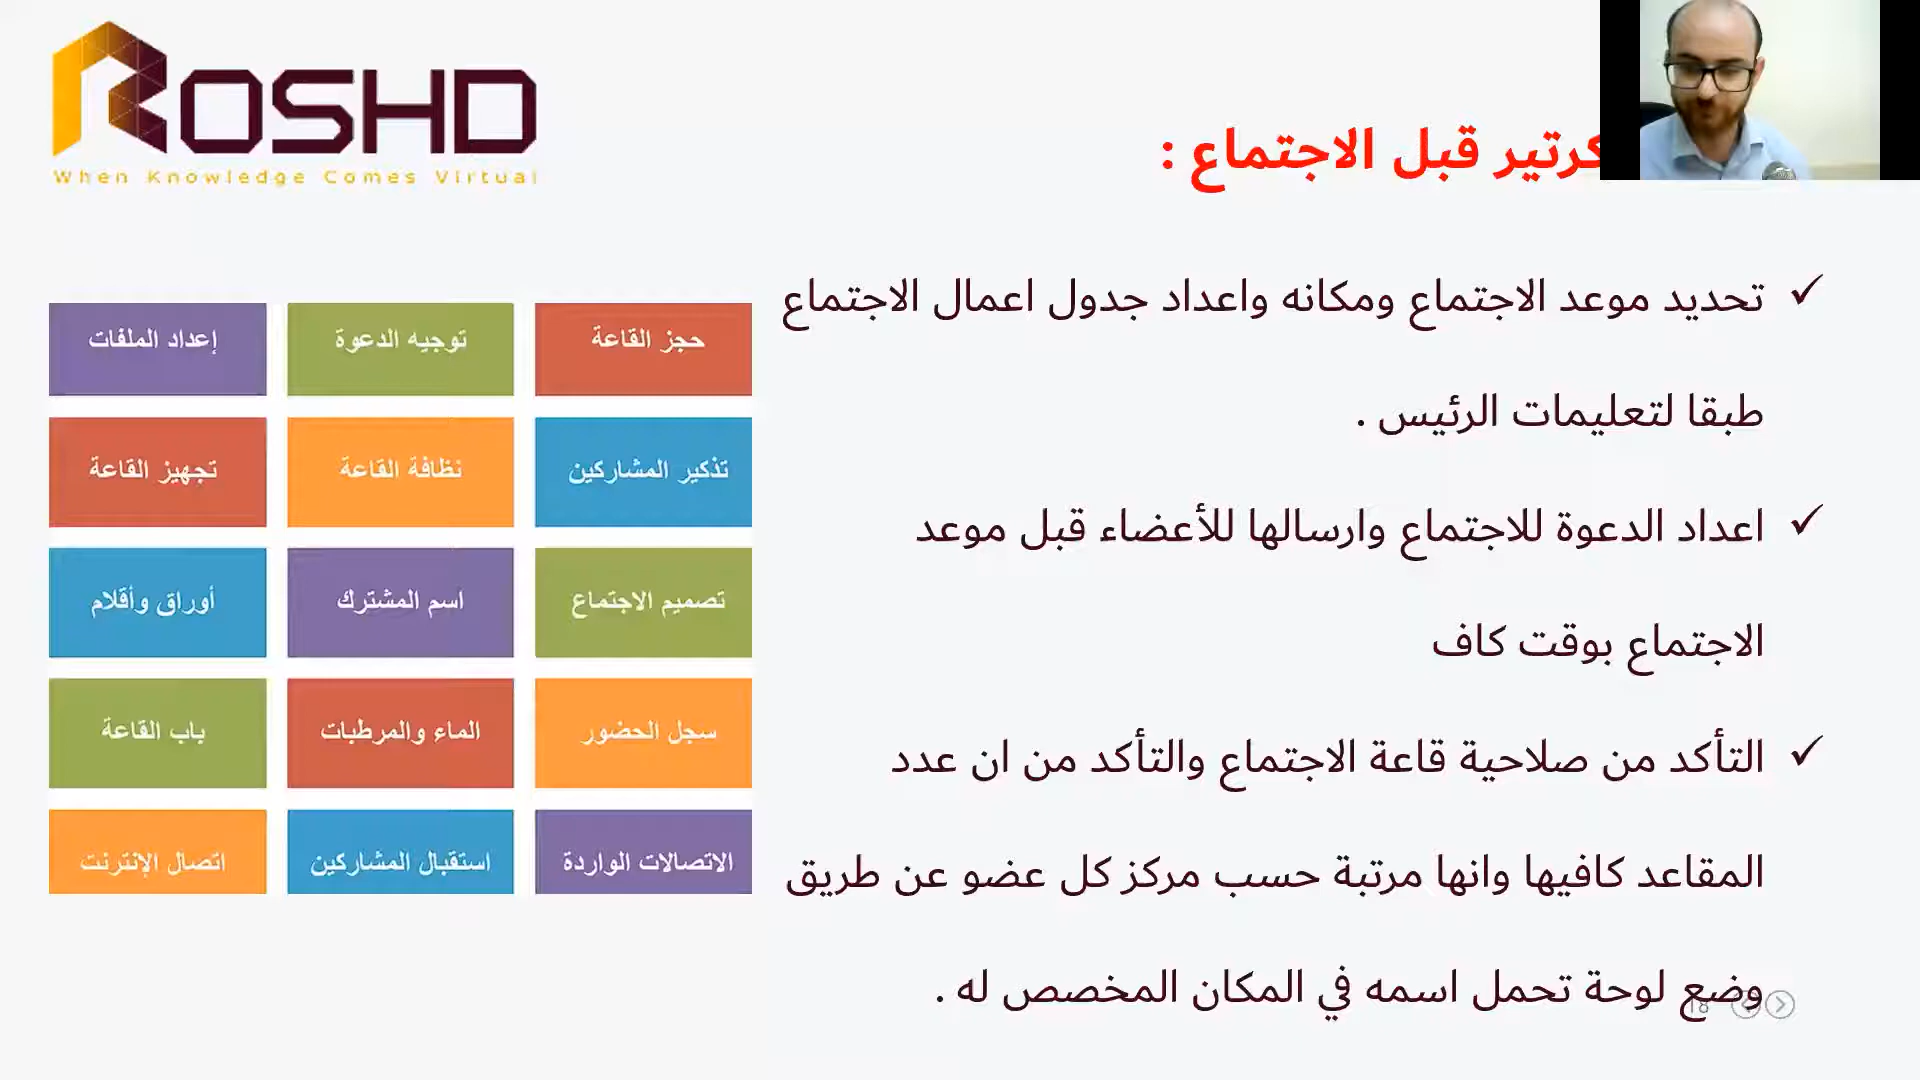 ROSHD
When Knowledge Comes Virtual
قبل الاجتماع :
تحديد موعد الاجتماع ومكانه واعداد جدول اعمال الاجتماع
طبقا لتعليمات الرئيس .
اعداد الدعوة للاجتماع وارسالها للأعضاء قبل موعد
الاجتماع بوقت كاف
التأكد من صلاحية قاعة الاجتماع والتأكد من ان عدد
المقاعد كافيها وانها مرتبة حسب مركز كل عضو عن طريق
وضع لوحة تحمل اسمه في المكان المخصص له .
حجز القاعة
توجيه الدعوة
إعداد الملفات
تذكير المشاركين
نظافة القاعة
تجهيز القاعة
تصميم الاجتماع
اسم المشترك
أوراق وأقلام
سجل الحضور
الماء والمرطبات
باب القاعة
الاتصالات الواردة
استقبال المشاركين
اتصال الإنترنت
18